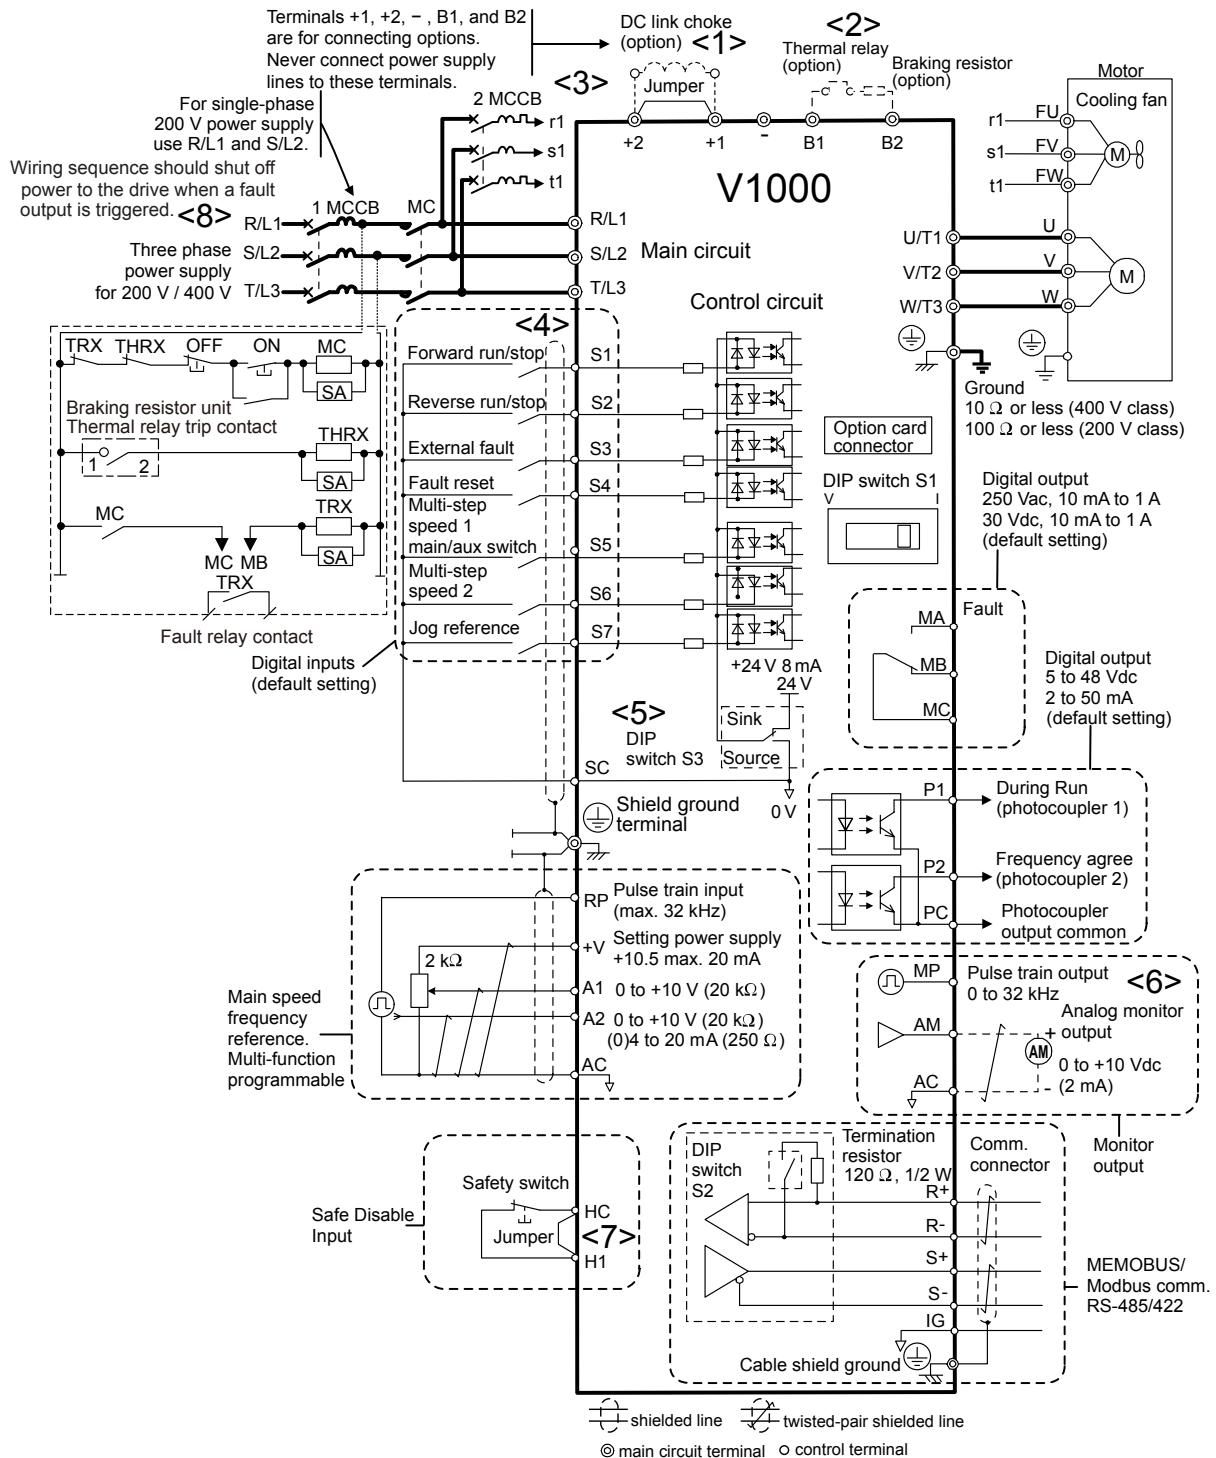 Terminals +1, +2, − , B1, and B2
are for connecting options.
Never connect power supply
lines to these terminals.
DC link choke
(option) <1>
Jumper
<2>
Thermal relay
(option)
Braking resistor
(option)
<3>
2 MCCB
r1
s1
t1
For single-phase
200 V power supply
use R/L1 and S/L2.
Wiring sequence should shut off
power to the drive when a fault
output is triggered. <8>
1 MCCB
MC
R/L1
S/L2
T/L3
Three phase
power supply
for 200 V / 400 V
+2
+1
-
B1
B2
V1000
R/L1
S/L2
T/L3
Main circuit
Control circuit
Motor
Cooling fan
r1
FU
s1
FV
t1
FW
M
U/T1
U
V/T2
V
W/T3
W
M
Ground
10 Ω or less (400 V class)
100 Ω or less (200 V class)
TRX
THRX
OFF
ON
MC
SA
Braking resistor unit
Thermal relay trip contact
1
2
THRX
SA
MC
TRX
MC
MB
SA
TRX
Fault relay contact
<4>
Forward run/stop
S1
Reverse run/stop
S2
External fault
S3
Fault reset
S4
Multi-step
speed 1
main/aux switch
S5
Multi-step
speed 2
S6
Jog reference
S7
Digital inputs
(default setting)
Option card
connector
DIP switch S1
V
I
+24 V 8 mA
24 V
<5>
DIP
switch S3
Sink
Source
SC
0 V
Shield ground
terminal
Digital output
250 Vac, 10 mA to 1 A
30 Vdc, 10 mA to 1 A
(default setting)
Fault
MA
MB
MC
Digital output
5 to 48 Vdc
2 to 50 mA
(default setting)
P1
During Run
(photocoupler 1)
P2
Frequency agree
(photocoupler 2)
PC
Photocoupler
output common
Main speed
frequency
reference.
Multi-function
programmable
2 kΩ
RP
Pulse train input
(max. 32 kHz)
+V
Setting power supply
+10.5 max. 20 mA
A1
0 to +10 V (20 kΩ)
A2
0 to +10 V (20 kΩ)
(0)4 to 20 mA (250 Ω)
AC
MP
Pulse train output
0 to 32 kHz
<6>
AM
Analog monitor
output
+
AM
0 to +10 Vdc
(2 mA)
AC
-
Monitor
output
Safe Disable
Input
Safety switch
Jumper
HC
<7>
H1
DIP
switch
S2
Termination
resistor
120 Ω, 1/2 W
Comm.
connector
R+
R-
S+
S-
IG
Cable shield ground
MEMOBUS/
Modbus comm.
RS-485/422
shielded line
twisted-pair shielded line
main circuit terminal
control terminal